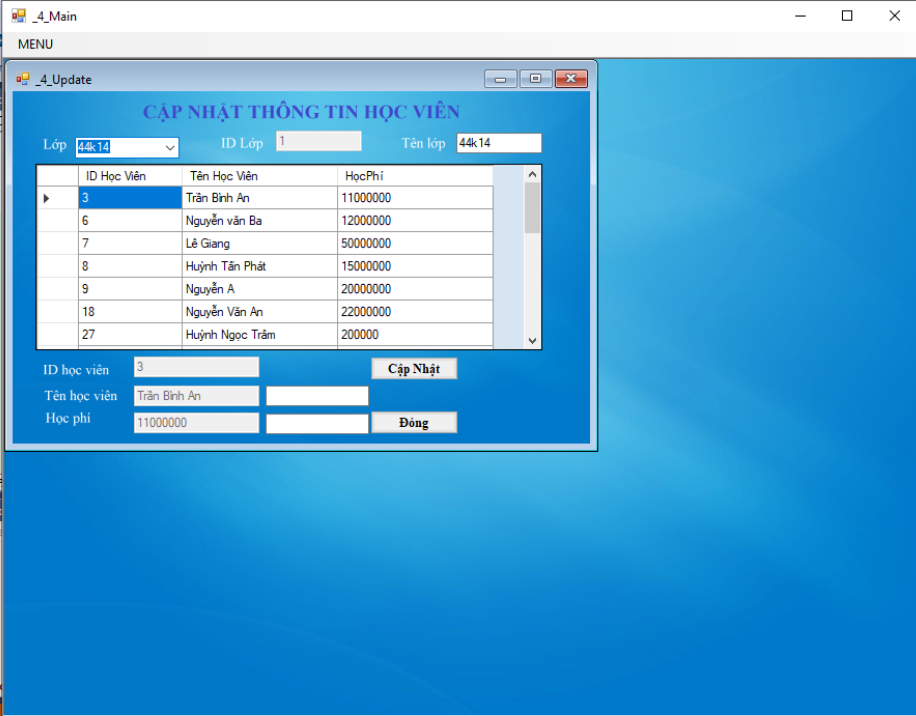 _4_Main
MENU
_4_Update
CẬP NHẬT THÔNG TIN HỌC VIÊN
Lớp 44k14 ID Lớp 1 Tên lớp 44k14
ID Học Viên Tên Học Viên HọcPhí
3 Trần Bình An 11000000
6 Nguyễn văn Ba 12000000
7 Lê Giang 50000000
8 Huỳnh Tấn Phát 15000000
9 Nguyễn A 20000000
18 Nguyễn Văn An 22000000
27 Huỳnh Ngọc Trâm 200000
ID học viên 3 Cập Nhật
Tên học viên Trần Bình An
Học phí 11000000 Đóng